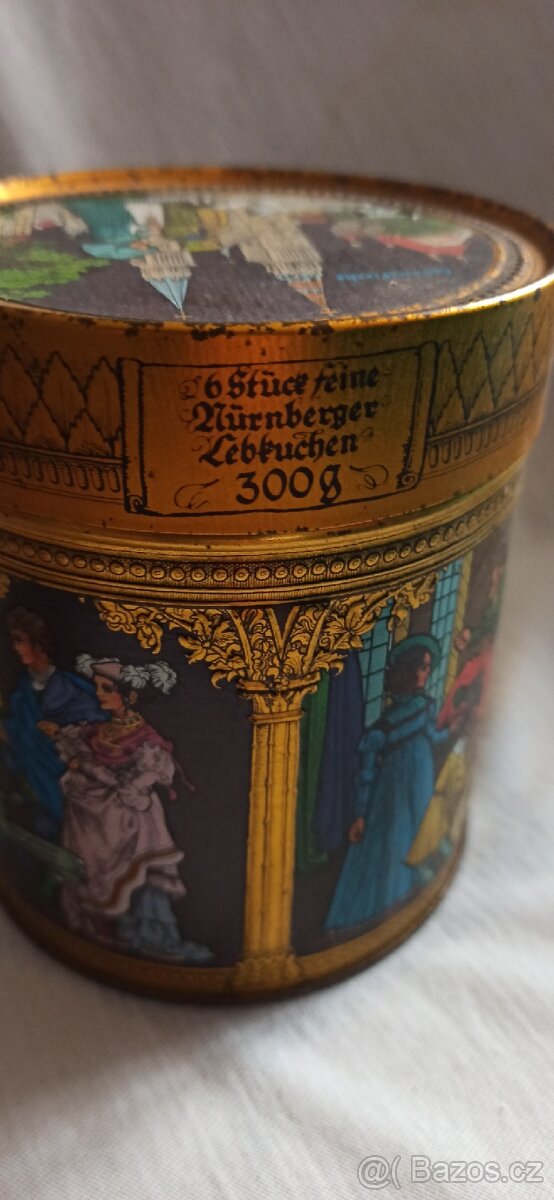 6 Stück feine
Nürnberger
Lebkuchen
300g
@( Bazos.cz